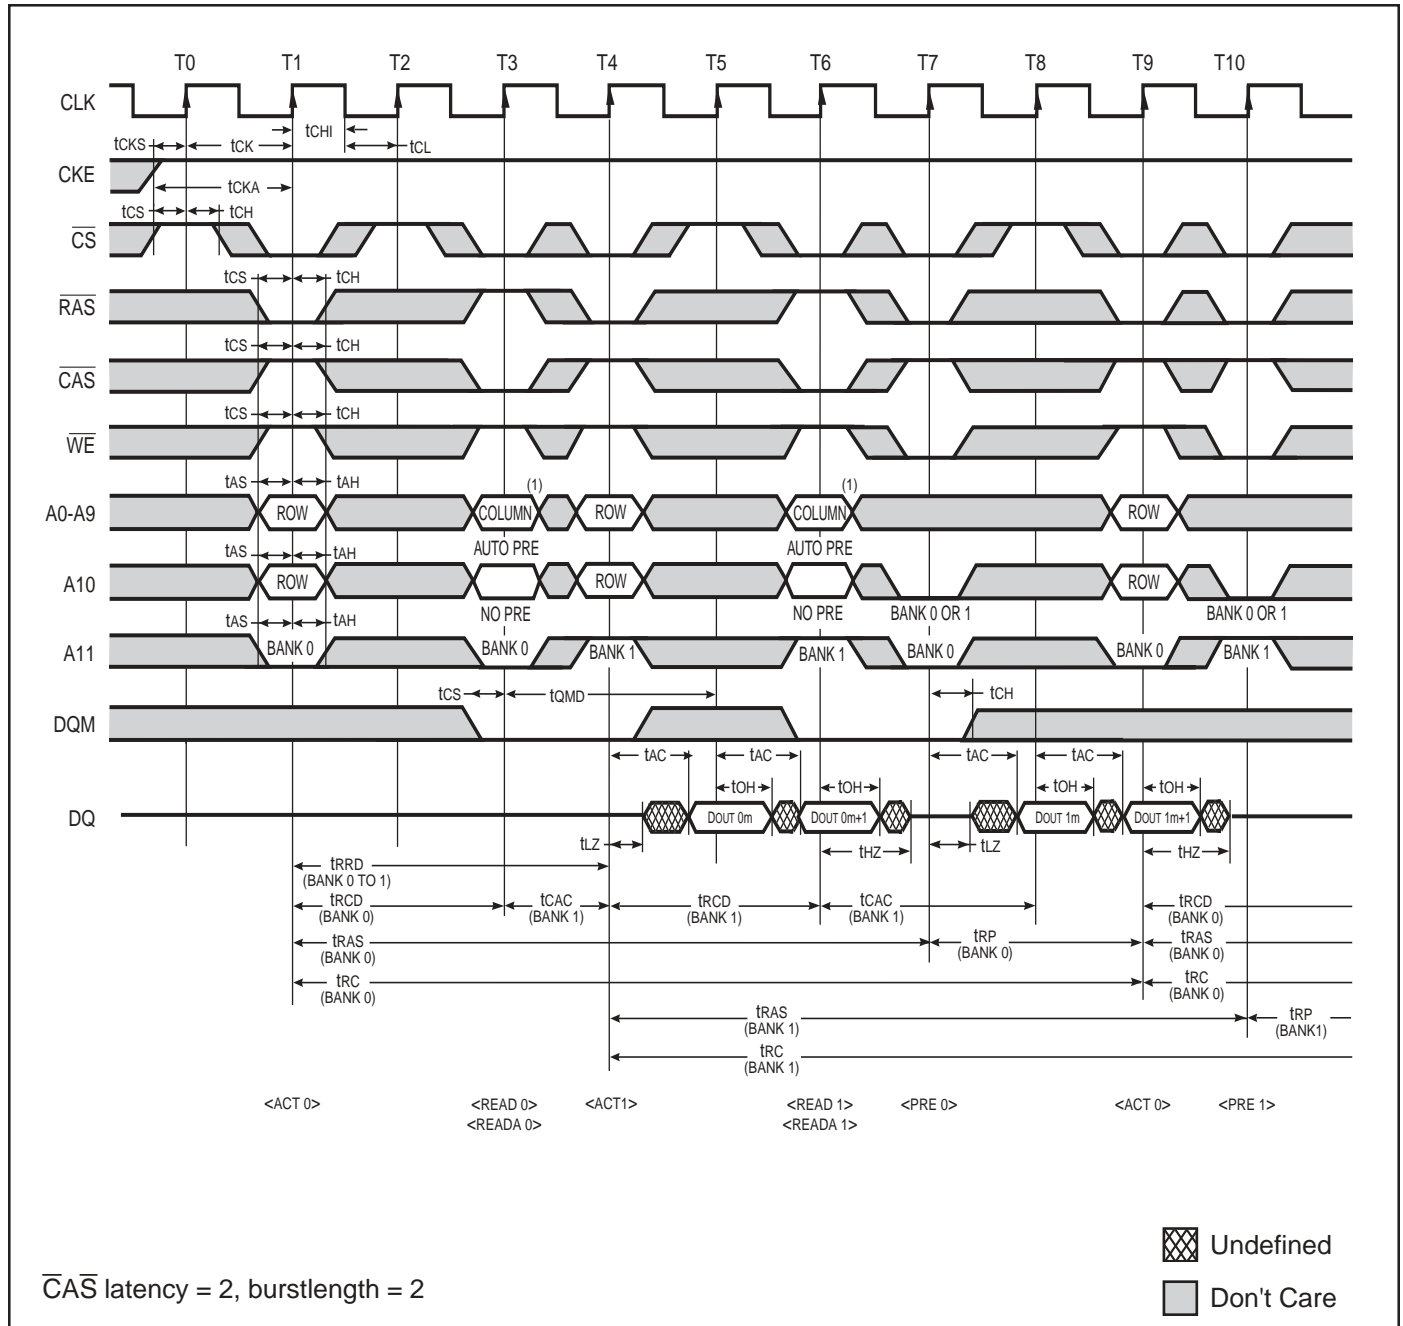 T0 T1 T2 T3 T4 T5 T6 T7 T8 T9 T10
CLK
tCHI
tCKS tCK tCL
CKE
tCKA
tCS tCH
CS
tCS tCH
RAS
tCS tCH
CAS
tCS tCH
WE
tAS tAH (1) (1)
A0-A9 ROW COLUMN ROW COLUMN ROW
AUTO PRE AUTO PRE
tAS tAH
A10 ROW ROW ROW
NO PRE NO PRE BANK 0 OR 1 BANK 0 OR 1
tAS tAH
A11 BANK 0 BANK 0 BANK 1 BANK 1 BANK 0 BANK 0 BANK 1
tCS tQMD tCH
DQM
tAC tAC tAC tAC
tOH tOH tOH tOH
DQ DOUT 0m DOUT 0m+1 DOUT 1m DOUT 1m+1
tLZ tHZ tLZ tHZ
tRRD
(BANK 0 TO 1)
tRCD tCAC tRCD tCAC tRCD
(BANK 0) (BANK 1) (BANK 1) (BANK 1) (BANK 0)
tRAS tRP tRAS
(BANK 0) (BANK 0) (BANK 0)
tRC tRC
(BANK 0) (BANK 0)
tRAS tRP
(BANK 1) (BANK1)
tRC
(BANK 1)
<ACT 0> <READ 0> <ACT1> <READ 1> <PRE 0> <ACT 0> <PRE 1>
<READA 0> <READA 1>
Undefined
CAS latency = 2, burstlength = 2
Don't Care